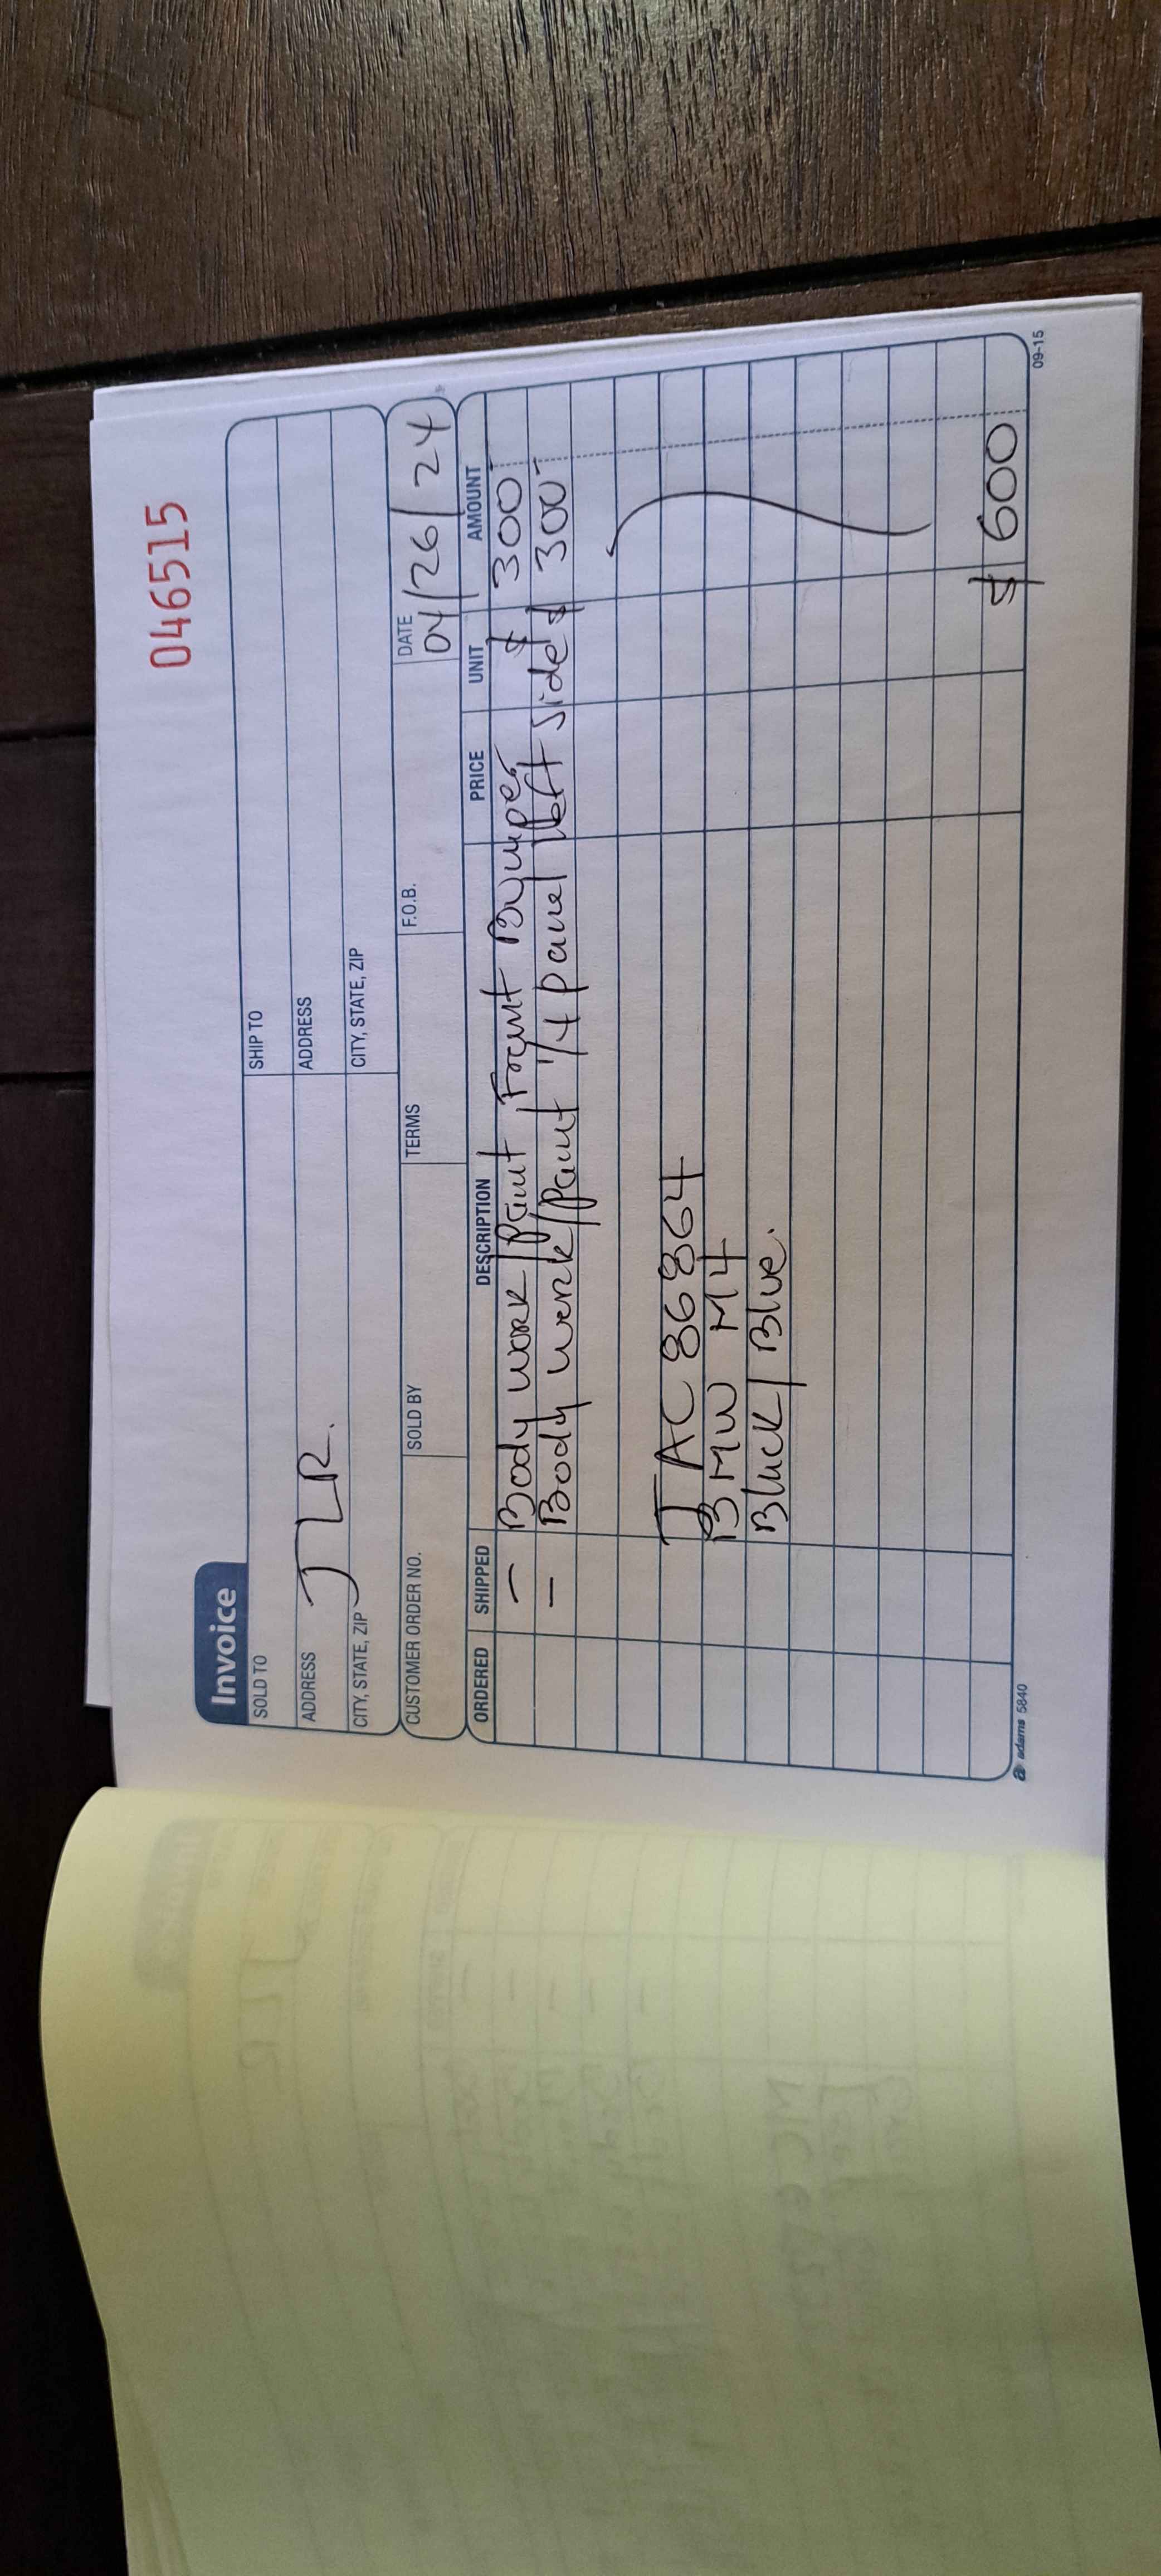 046515
Invoice
SOLD TO SHIP TO
ADDRESS ADDRESS
JLR.
CITY, STATE, ZIP CITY, STATE, ZIP
CUSTOMER ORDER NO. SOLD BY TERMS F.O.B. DATE
04/26/24
ORDERED SHIPPED DESCRIPTION PRICE UNIT AMOUNT
– Body work/paint Front Bumper $ 300-
– Body work/paint 1/4 panel left side $ 300-
JAC 86864
BMW M4
Black/Blue.
$ 600
adams 5840 09-15